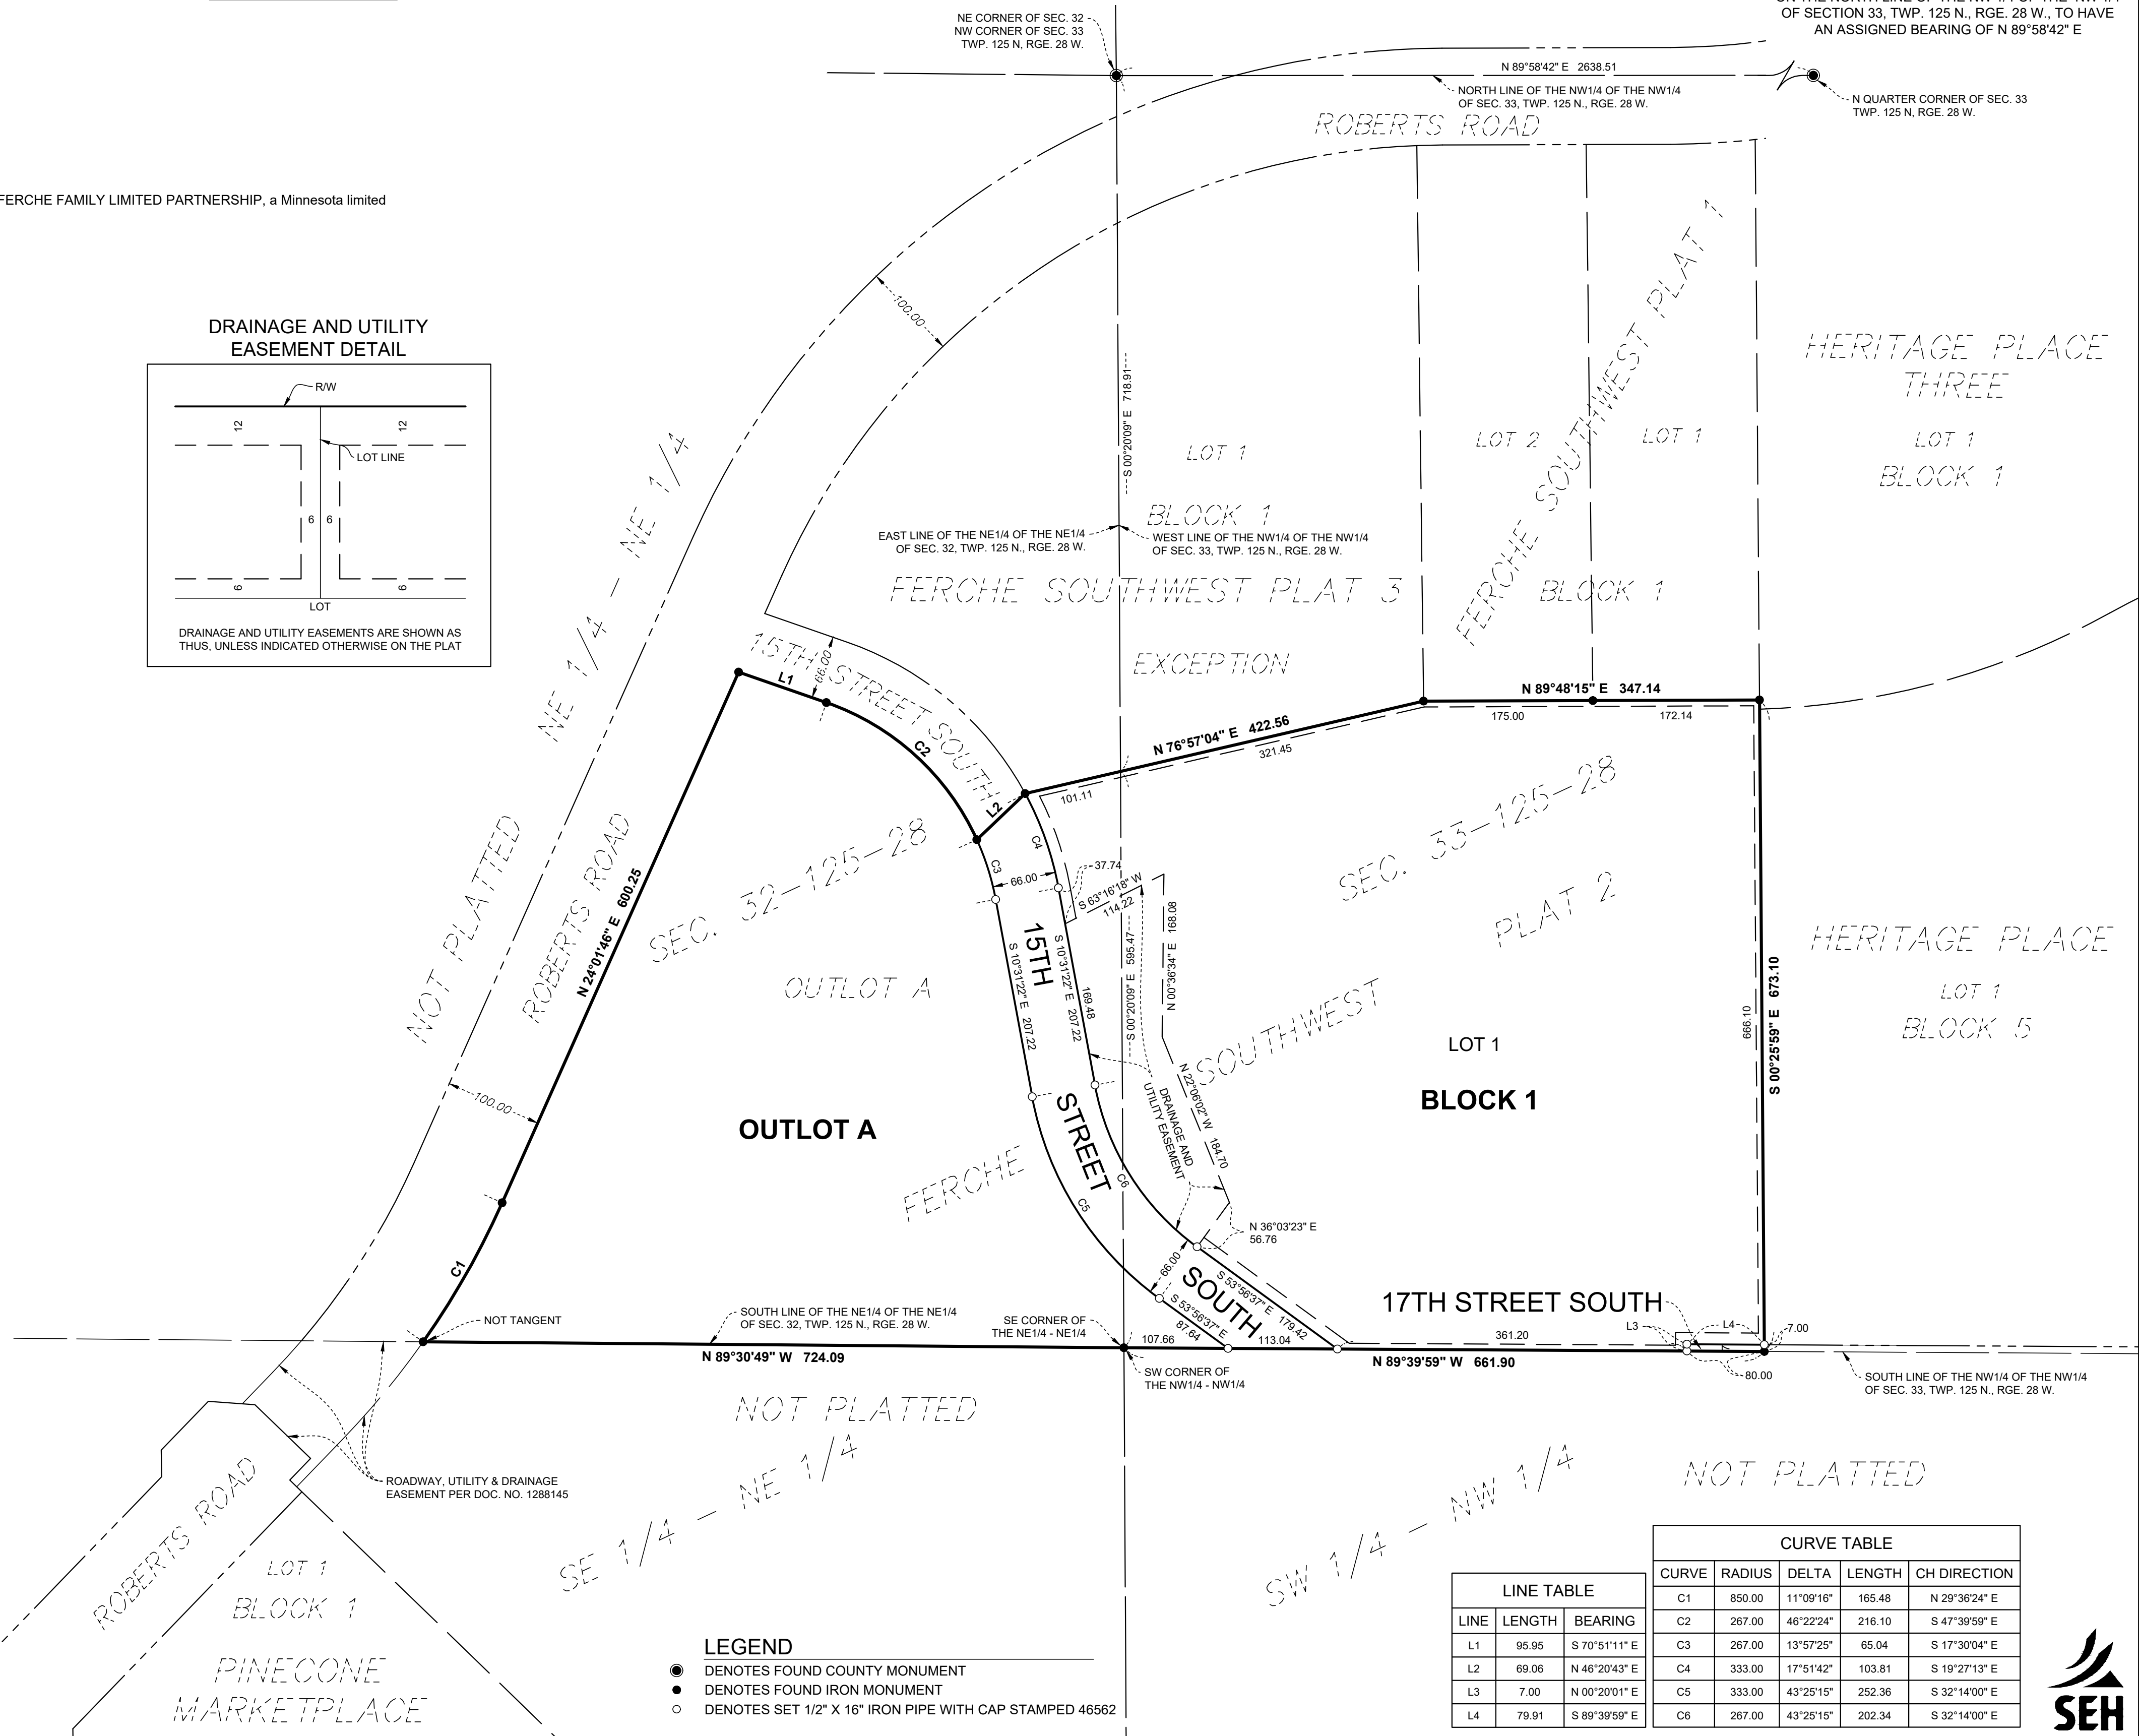 NE CORNER OF SEC. 32
NW CORNER OF SEC. 33
TWP. 125 N, RGE. 28 W.
OF SECTION 33, TWP. 125 N., RGE. 28 W., TO HAVE
AN ASSIGNED BEARING OF N 89°58'42" E
N 89°58'42" E 2638.51
NORTH LINE OF THE NW1/4 OF THE NW1/4
OF SEC. 33, TWP. 125 N., RGE. 28 W.
N QUARTER CORNER OF SEC. 33
TWP. 125 N, RGE. 28 W.
ROBERTS ROAD
FERCHE FAMILY LIMITED PARTNERSHIP, a Minnesota limited
100.00
DRAINAGE AND UTILITY
EASEMENT DETAIL
R/W
12
12
LOT LINE
6
6
6
6
LOT
DRAINAGE AND UTILITY EASEMENTS ARE SHOWN AS
THUS, UNLESS INDICATED OTHERWISE ON THE PLAT
NE 1/4 - NE 1/4
S 00°20'09" E 718.91
LOT 1
BLOCK 1
EAST LINE OF THE NE1/4 OF THE NE1/4
OF SEC. 32, TWP. 125 N., RGE. 28 W.
WEST LINE OF THE NW1/4 OF THE NW1/4
OF SEC. 33, TWP. 125 N., RGE. 28 W.
FERCHE SOUTHWEST PLAT 3
EXCEPTION
LOT 2
LOT 1
FERCHE SOUTHWEST PLAT 1
BLOCK 1
HERITAGE PLACE
THREE
LOT 1
BLOCK 1
15TH STREET SOUTH
66.00
L1
C2
L2
N 76°57'04" E 422.56
321.45
101.11
N 89°48'15" E 347.14
175.00
172.14
NOT PLATTED
ROBERTS ROAD
N 24°01'46" E 600.25
100.00
SEC. 32-125-28
OUTLOT A
OUTLOT A
C3
C4
66.00
37.74
S 63°16'18" W
114.22
15TH
STREET
SOUTH
S 10°31'22" E 207.22
S 10°31'22" E 207.22
169.48
S 00°20'09" E 595.47
N 00°36'34" E 168.08
N 22°06'02" W 184.70
DRAINAGE AND
UTILITY EASEMENT
SEC. 33-125-28
FERCHE
SOUTHWEST
PLAT 2
LOT 1
BLOCK 1
666.10
S 00°25'59" E 673.10
HERITAGE PLACE
LOT 1
BLOCK 5
C5
C6
N 36°03'23" E
56.76
66.00
S 53°56'37" E
179.42
S 53°56'37" E
87.64
17TH STREET SOUTH
C1
NOT TANGENT
SOUTH LINE OF THE NE1/4 OF THE NE1/4
OF SEC. 32, TWP. 125 N., RGE. 28 W.
SE CORNER OF
THE NE1/4 - NE1/4
107.66
113.04
361.20
L3
L4
7.00
80.00
N 89°30'49" W 724.09
N 89°39'59" W 661.90
SW CORNER OF
THE NW1/4 - NW1/4
SOUTH LINE OF THE NW1/4 OF THE NW1/4
OF SEC. 33, TWP. 125 N., RGE. 28 W.
NOT PLATTED
ROADWAY, UTILITY & DRAINAGE
EASEMENT PER DOC. NO. 1288145
SE 1/4 - NE 1/4
SW 1/4 - NW 1/4
NOT PLATTED
ROBERTS ROAD
LOT 1
BLOCK 1
PINECONE
MARKETPLACE
LEGEND
DENOTES FOUND COUNTY MONUMENT
DENOTES FOUND IRON MONUMENT
DENOTES SET 1/2" X 16" IRON PIPE WITH CAP STAMPED 46562
LINE TABLE
LINE LENGTH BEARING
L1 95.95 S 70°51'11" E
L2 69.06 N 46°20'43" E
L3 7.00 N 00°20'01" E
L4 79.91 S 89°39'59" E
CURVE TABLE
CURVE RADIUS DELTA LENGTH CH DIRECTION
C1 850.00 11°09'16" 165.48 N 29°36'24" E
C2 267.00 46°22'24" 216.10 S 47°39'59" E
C3 267.00 13°57'25" 65.04 S 17°30'04" E
C4 333.00 17°51'42" 103.81 S 19°27'13" E
C5 333.00 43°25'15" 252.36 S 32°14'00" E
C6 267.00 43°25'15" 202.34 S 32°14'00" E
SEH